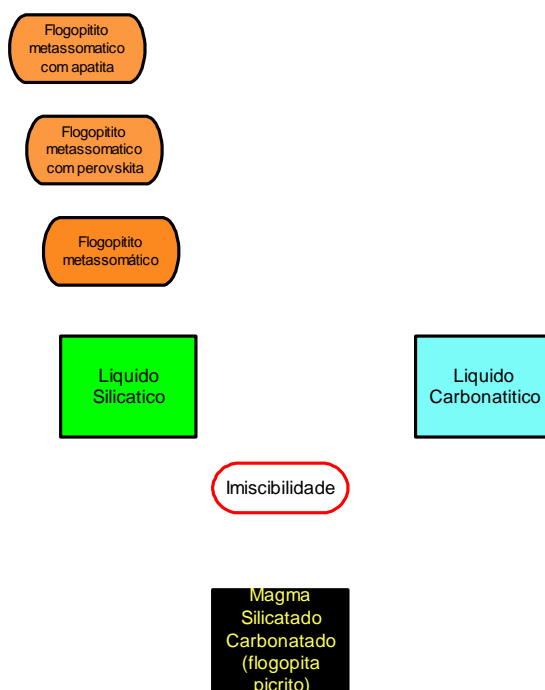 Flogopitito
metassomatico
com apatita
Flogopitito
metassomatico
com perovskita
Flogopitito
metassomático
Liquido
Silicatico
Liquido
Carbonatitico
Imiscibilidade
Magma
Silicatado
Carbonatado
(flogopita
picrito)